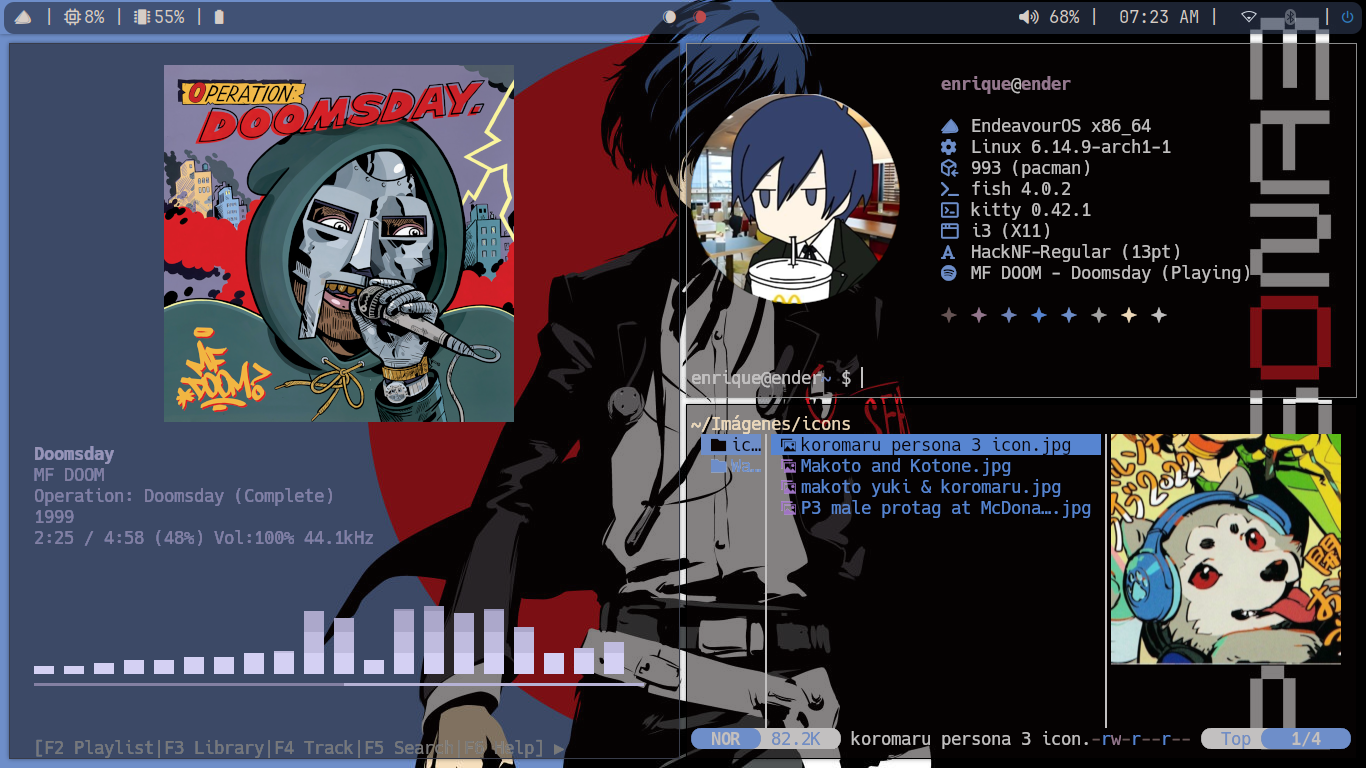 8% | 55% |
68% | 07:23 AM |
OPERATION:
DOOMSDAY.
MF
DOOM?
Doomsday
MF DOOM
Operation: Doomsday (Complete)
1999
2:25 / 4:58 (48%) Vol:100% 44.1kHz
[F2 Playlist|F3 Library|F4 Track|F5 Search|F6 Help] ▶
enrique@ender
EndeavourOS x86_64
Linux 6.14.9-arch1-1
993 (pacman)
fish 4.0.2
kitty 0.42.1
i3 (X11)
HackNF-Regular (13pt)
MF DOOM - Doomsday (Playing)
enrique@ender~ $
~/Imágenes/icons
ic…
koromaru persona 3 icon.jpg
Makoto and Kotone.jpg
makoto yuki & koromaru.jpg
P3 male protag at McDona….jpg
NOR 82.2K koromaru persona 3 icon.-rw-r--r-- Top 1/4